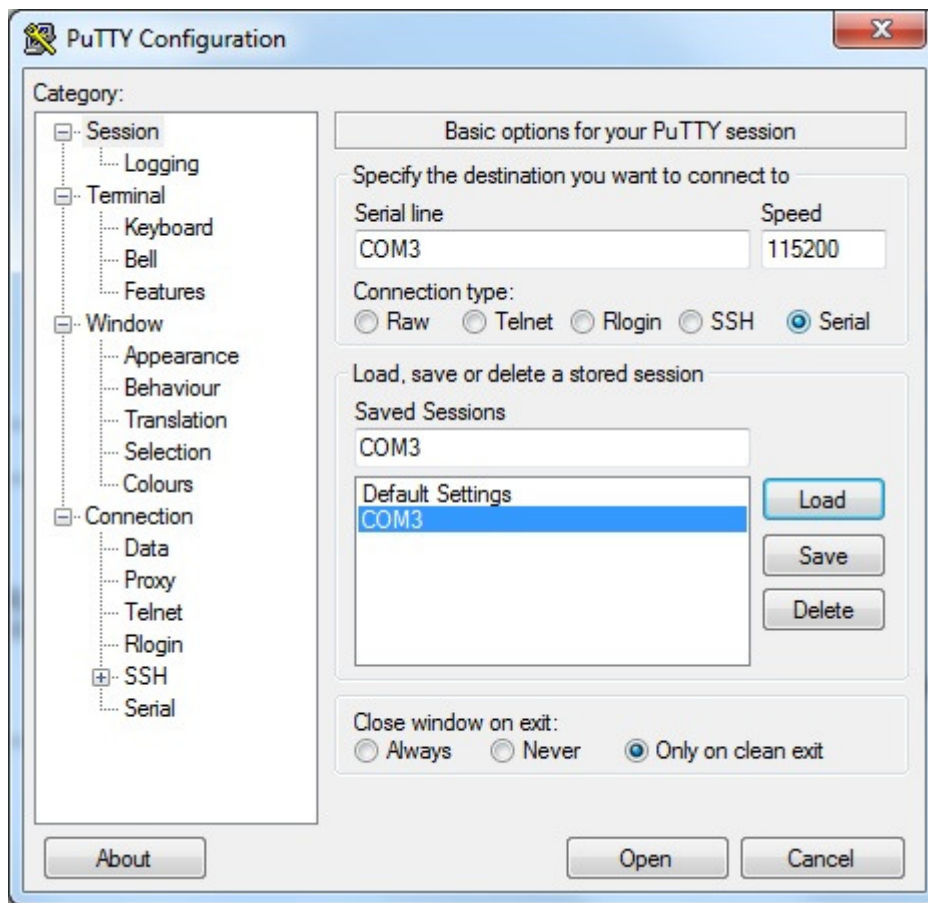 PuTTY Configuration
X
Category:
Session
Logging
Terminal
Keyboard
Bell
Features
Window
Appearance
Behaviour
Translation
Selection
Colours
Connection
Data
Proxy
Telnet
Rlogin
SSH
Serial
Basic options for your PuTTY session
Specify the destination you want to connect to
Serial line Speed
COM3 115200
Connection type:
Raw Telnet Rlogin SSH Serial
Load, save or delete a stored session
Saved Sessions
COM3
Default Settings
COM3
Load
Save
Delete
Close window on exit:
Always Never Only on clean exit
About Open Cancel